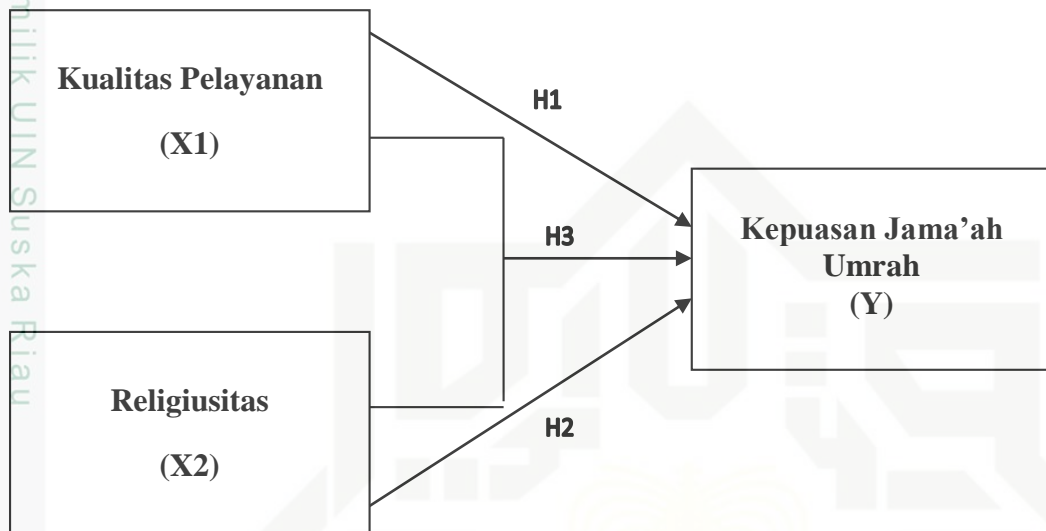 milik UIN Suska Riau
Kualitas Pelayanan
(X1)
H1
H3
Kepuasan Jama’ah
Umrah
(Y)
Religiusitas
(X2)
H2